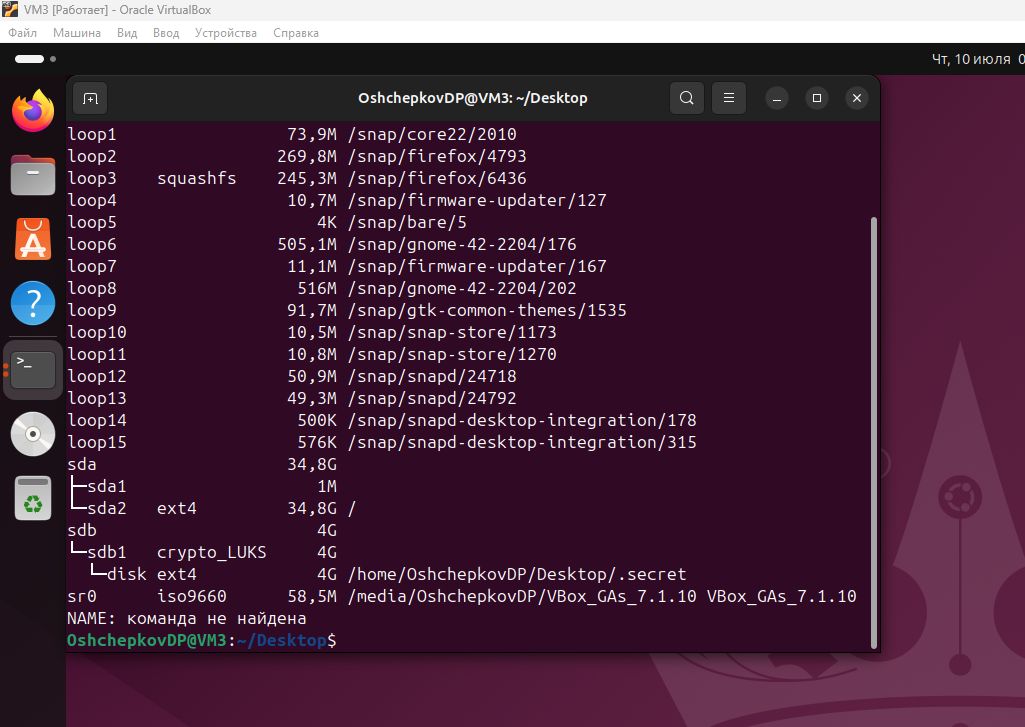 VM3 [Работает] - Oracle VirtualBox
Файл Машина Вид Ввод Устройства Справка
Чт, 10 июля 0
OshchepkovDP@VM3: ~/Desktop
loop1 73,9M /snap/core22/2010
loop2 269,8M /snap/firefox/4793
loop3 squashfs 245,3M /snap/firefox/6436
loop4 10,7M /snap/firmware-updater/127
loop5 4K /snap/bare/5
loop6 505,1M /snap/gnome-42-2204/176
loop7 11,1M /snap/firmware-updater/167
loop8 516M /snap/gnome-42-2204/202
loop9 91,7M /snap/gtk-common-themes/1535
loop10 10,5M /snap/snap-store/1173
loop11 10,8M /snap/snap-store/1270
loop12 50,9M /snap/snapd/24718
loop13 49,3M /snap/snapd/24792
loop14 500K /snap/snapd-desktop-integration/178
loop15 576K /snap/snapd-desktop-integration/315
sda 34,8G
├─sda1 1M
└─sda2 ext4 34,8G /
sdb 4G
└─sdb1 crypto_LUKS 4G
└─disk ext4 4G /home/OshchepkovDP/Desktop/.secret
sr0 iso9660 58,5M /media/OshchepkovDP/VBox_GAs_7.1.10 VBox_GAs_7.1.10
NAME: команда не найдена
OshchepkovDP@VM3:~/Desktop$